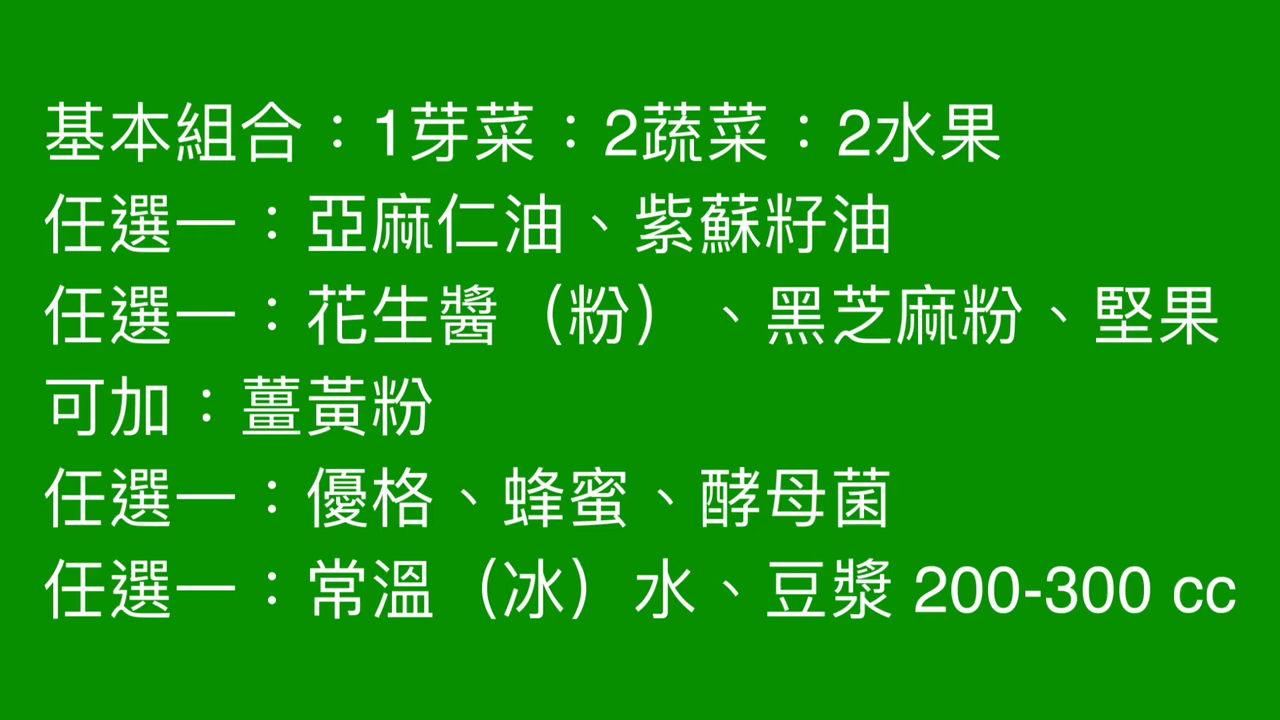 基本組合：1芽菜：2蔬菜：2水果
任選一：亞麻仁油、紫蘇籽油
任選一：花生醬（粉）、黑芝麻粉、堅果
可加：薑黃粉
任選一：優格、蜂蜜、酵母菌
任選一：常溫（冰）水、豆漿 200-300 cc